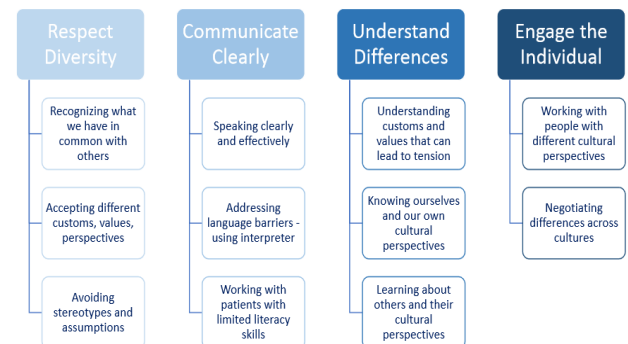 Respect
Diversity
Recognizing what
we have in
common with
others
Accepting different
customs, values,
perspectives
Avoiding
stereotypes and
assumptions
Communicate
Clearly
Speaking clearly
and effectively
Addressing
language barriers -
using interpreter
Working with
patients with
limited literacy
skills
Understand
Differences
Understanding
customs and
values that can
lead to tension
Knowing ourselves
and our own
cultural
perspectives
Learning about
others and their
cultural
perspectives
Engage the
Individual
Working with
people with
different cultural
perspectives
Negotiating
differences across
cultures